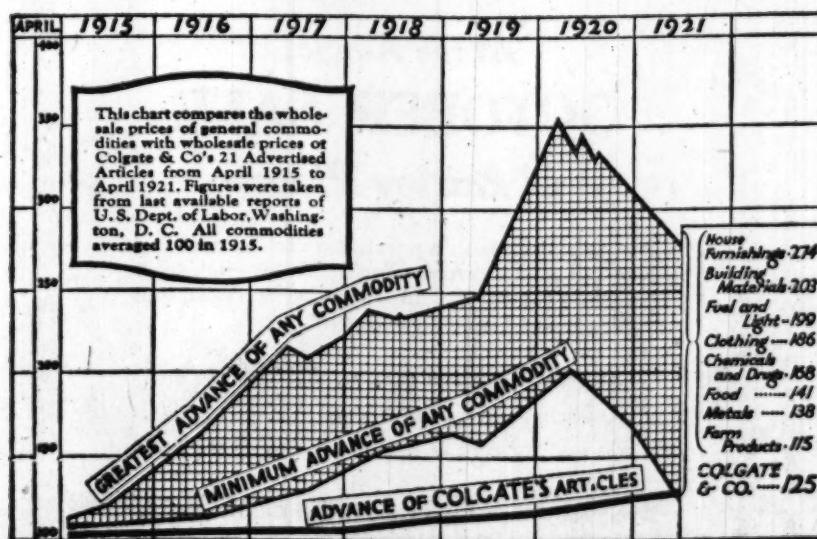 APRIL 1915 1916 1917 1918 1919 1920 1921
400
This chart compares the whole-
sale prices of general commo-
dities with wholesale prices of
Colgate & Co's 21 Advertised
Articles from April 1915 to
April 1921. Figures were taken
from last available reports of
U. S. Dept. of Labor, Washing-
ton, D. C. All commodities
averaged 100 in 1915.
350
300
250
200
150
100
GREATEST ADVANCE OF ANY COMMODITY
MINIMUM ADVANCE OF ANY COMMODITY
ADVANCE OF COLGATE'S ARTICLES
House
Furnishings - 274
Building
Materials - 203
Fuel and
Light - 199
Clothing ---- 186
Chemicals
and Drugs - 168
Food ------- 141
Metals ---- 138
Farm
Products - 115
COLGATE
& CO. ---- 125